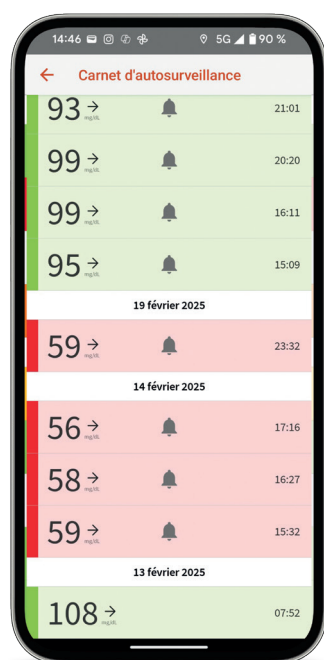 14:46 5G 90 %
← Carnet d'autosurveillance
93 → mg/dL 21:01
99 → mg/dL 20:20
99 → mg/dL 16:11
95 → mg/dL 15:09
19 février 2025
59 → mg/dL 23:32
14 février 2025
56 → mg/dL 17:16
58 → mg/dL 16:27
59 → mg/dL 15:32
13 février 2025
108 → mg/dL 07:52